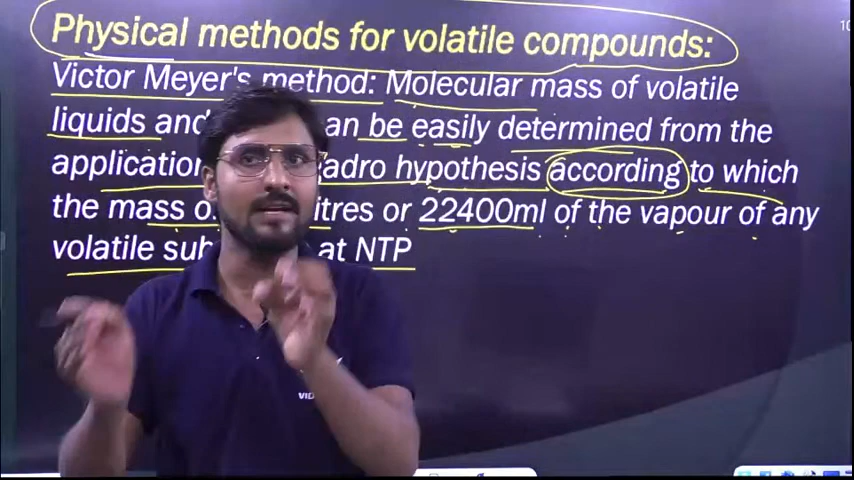 Physical methods for volatile compounds:
Victor Meyer's method: Molecular mass of volatile
liquids and an be easily determined from the
application adro hypothesis according to which
the mass o itres or 22400ml of the vapour of any
volatile sub at NTP
VID
10